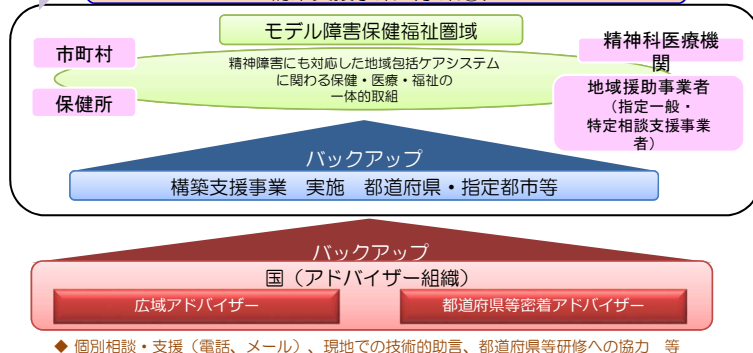 モデル障害保健福祉圏域
市町村
保健所
精神障害にも対応した地域包括ケアシステム
に関わる保健・医療・福祉の
一体的取組
精神科医療機
関
地域援助事業者
（指定一般・
特定相談支援事業
者）
バックアップ
構築支援事業　実施　都道府県・指定都市等
バックアップ
国（アドバイザー組織）
広域アドバイザー
都道府県等密着アドバイザー
◆ 個別相談・支援（電話、メール）、現地での技術的助言、都道府県等研修への協力　等